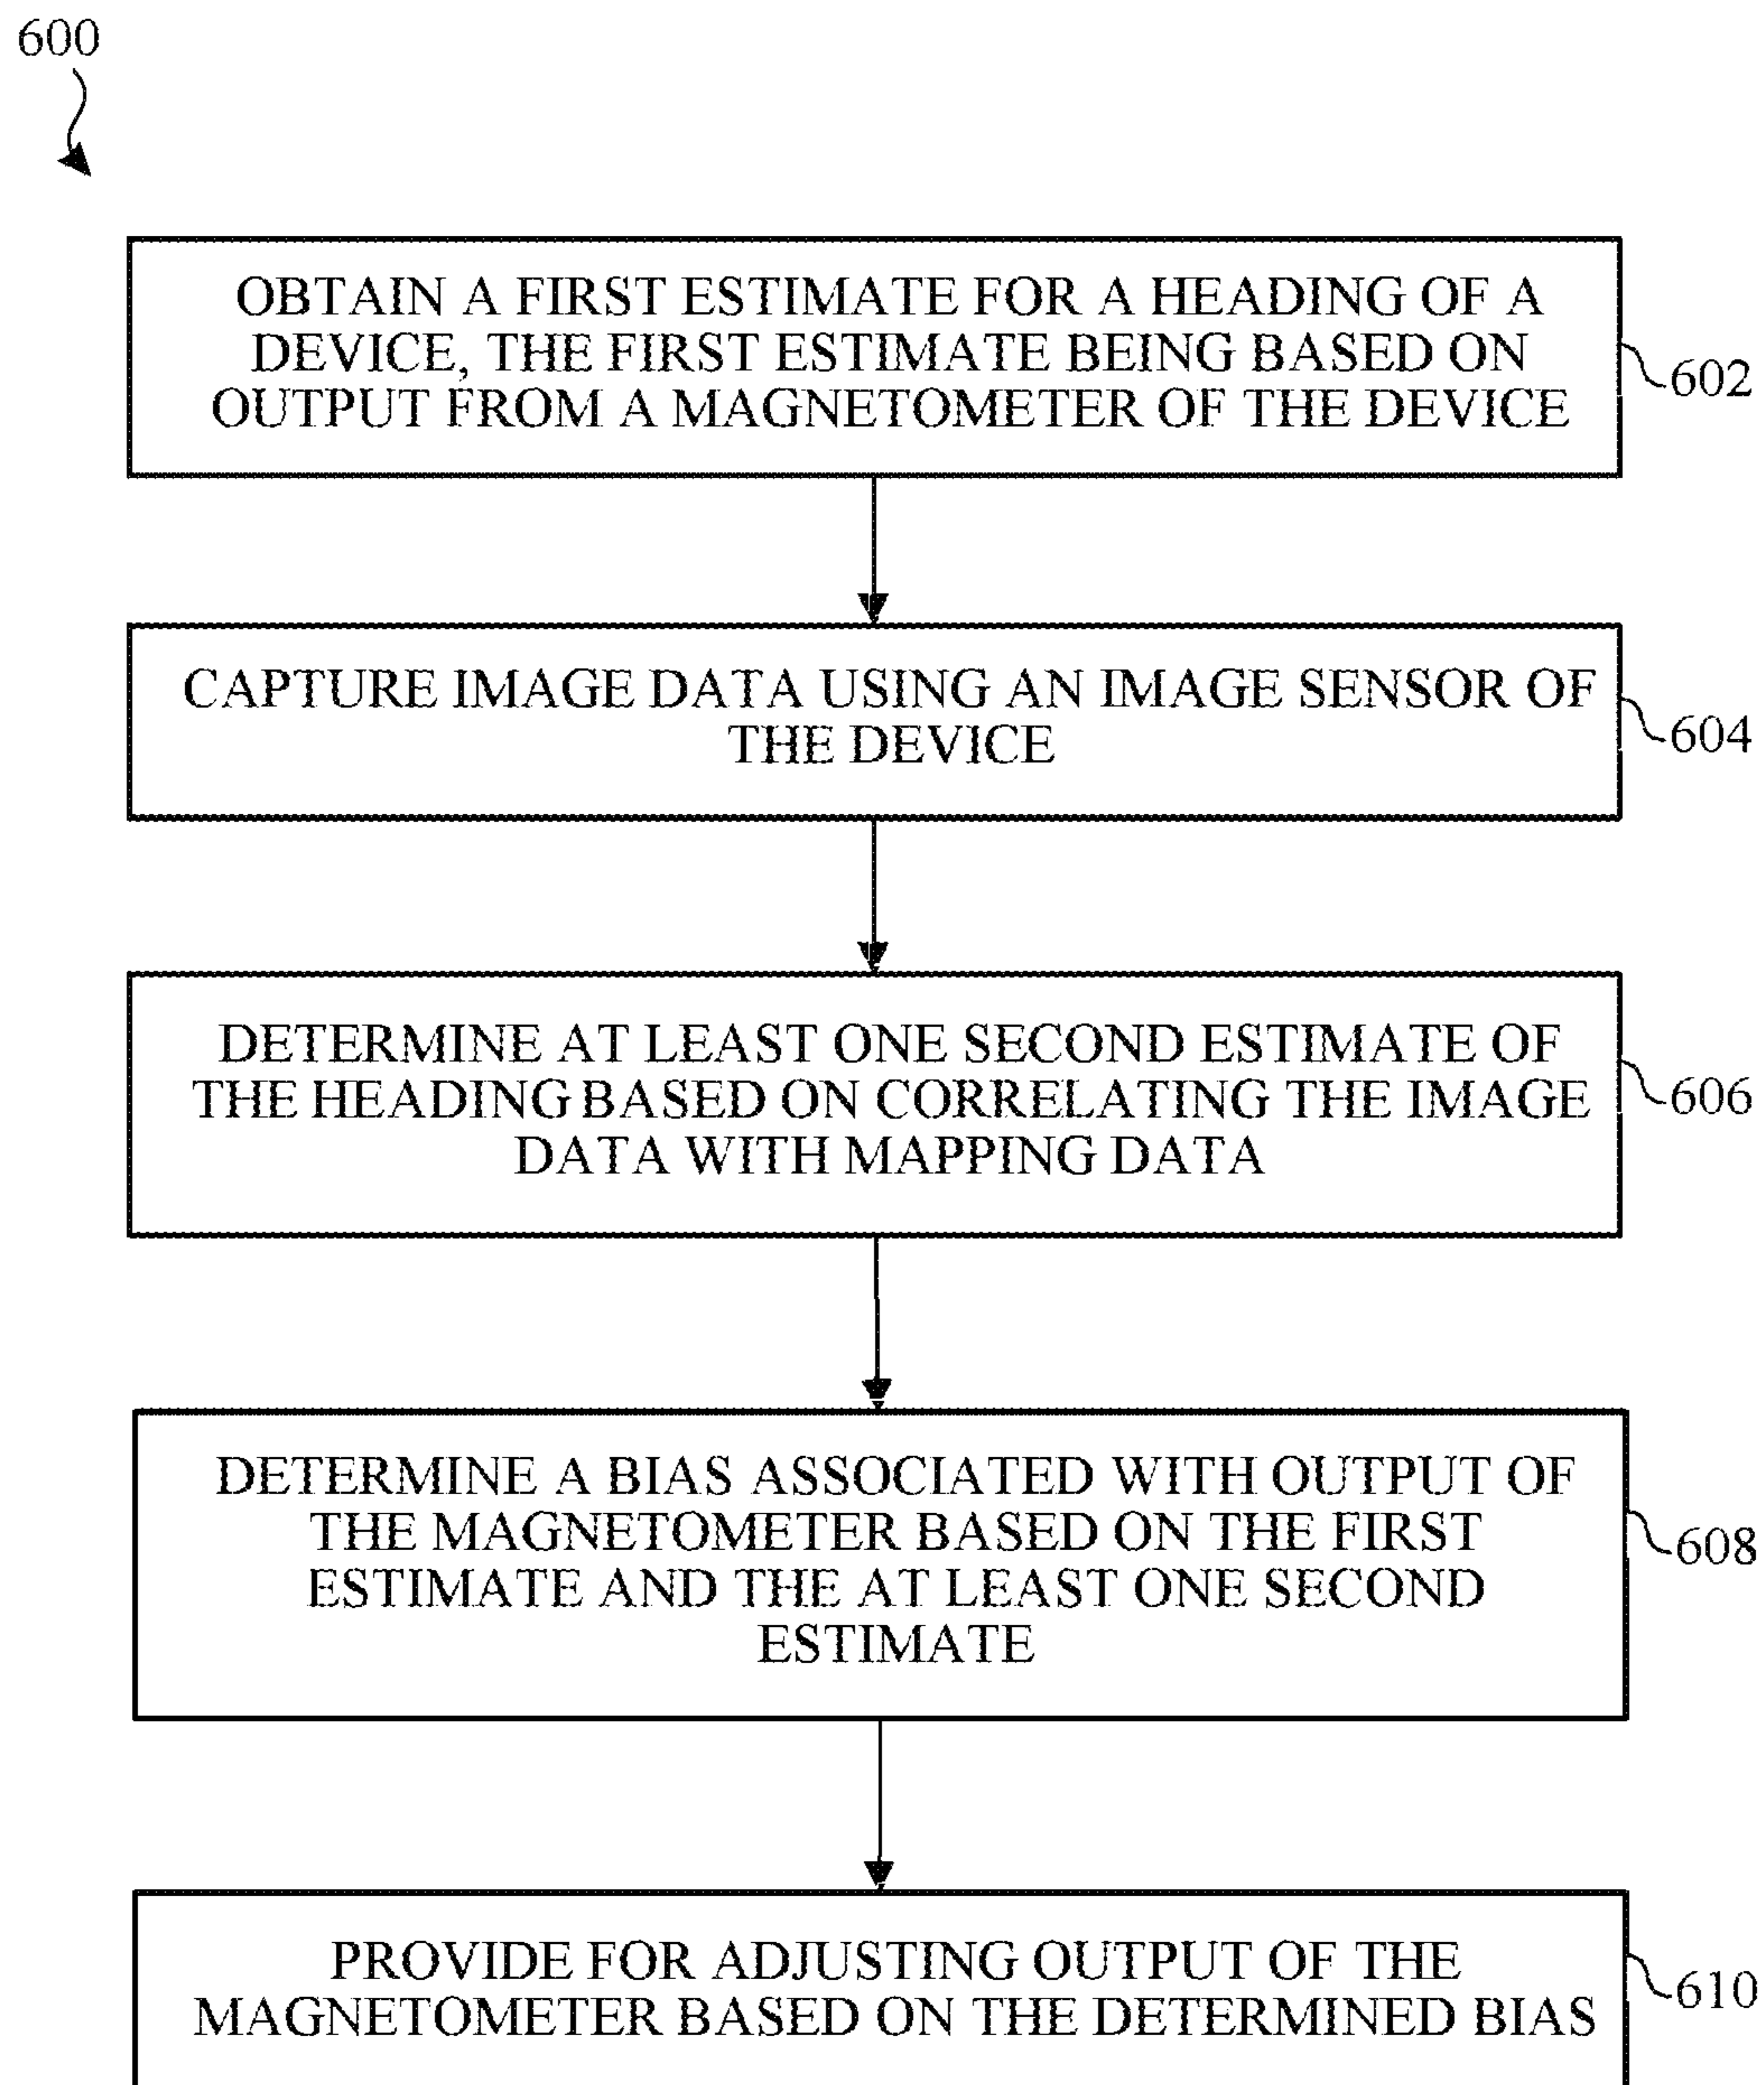 600
OBTAIN A FIRST ESTIMATE FOR A HEADING OF A
DEVICE, THE FIRST ESTIMATE BEING BASED ON
OUTPUT FROM A MAGNETOMETER OF THE DEVICE
602
CAPTURE IMAGE DATA USING AN IMAGE SENSOR OF
THE DEVICE
604
DETERMINE AT LEAST ONE SECOND ESTIMATE OF
THE HEADING BASED ON CORRELATING THE IMAGE
DATA WITH MAPPING DATA
606
DETERMINE A BIAS ASSOCIATED WITH OUTPUT OF
THE MAGNETOMETER BASED ON THE FIRST
ESTIMATE AND THE AT LEAST ONE SECOND
ESTIMATE
608
PROVIDE FOR ADJUSTING OUTPUT OF THE
MAGNETOMETER BASED ON THE DETERMINED BIAS
610